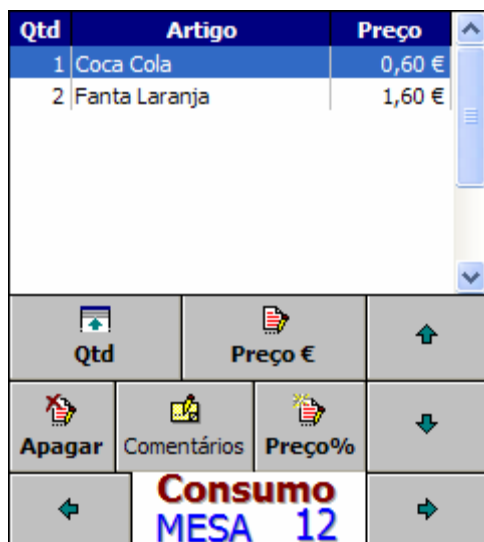 Qtd Artigo Preço
1 Coca Cola 0,60 €
2 Fanta Laranja 1,60 €
Qtd Preço €
Apagar Comentários Preço%
Consumo
MESA 12